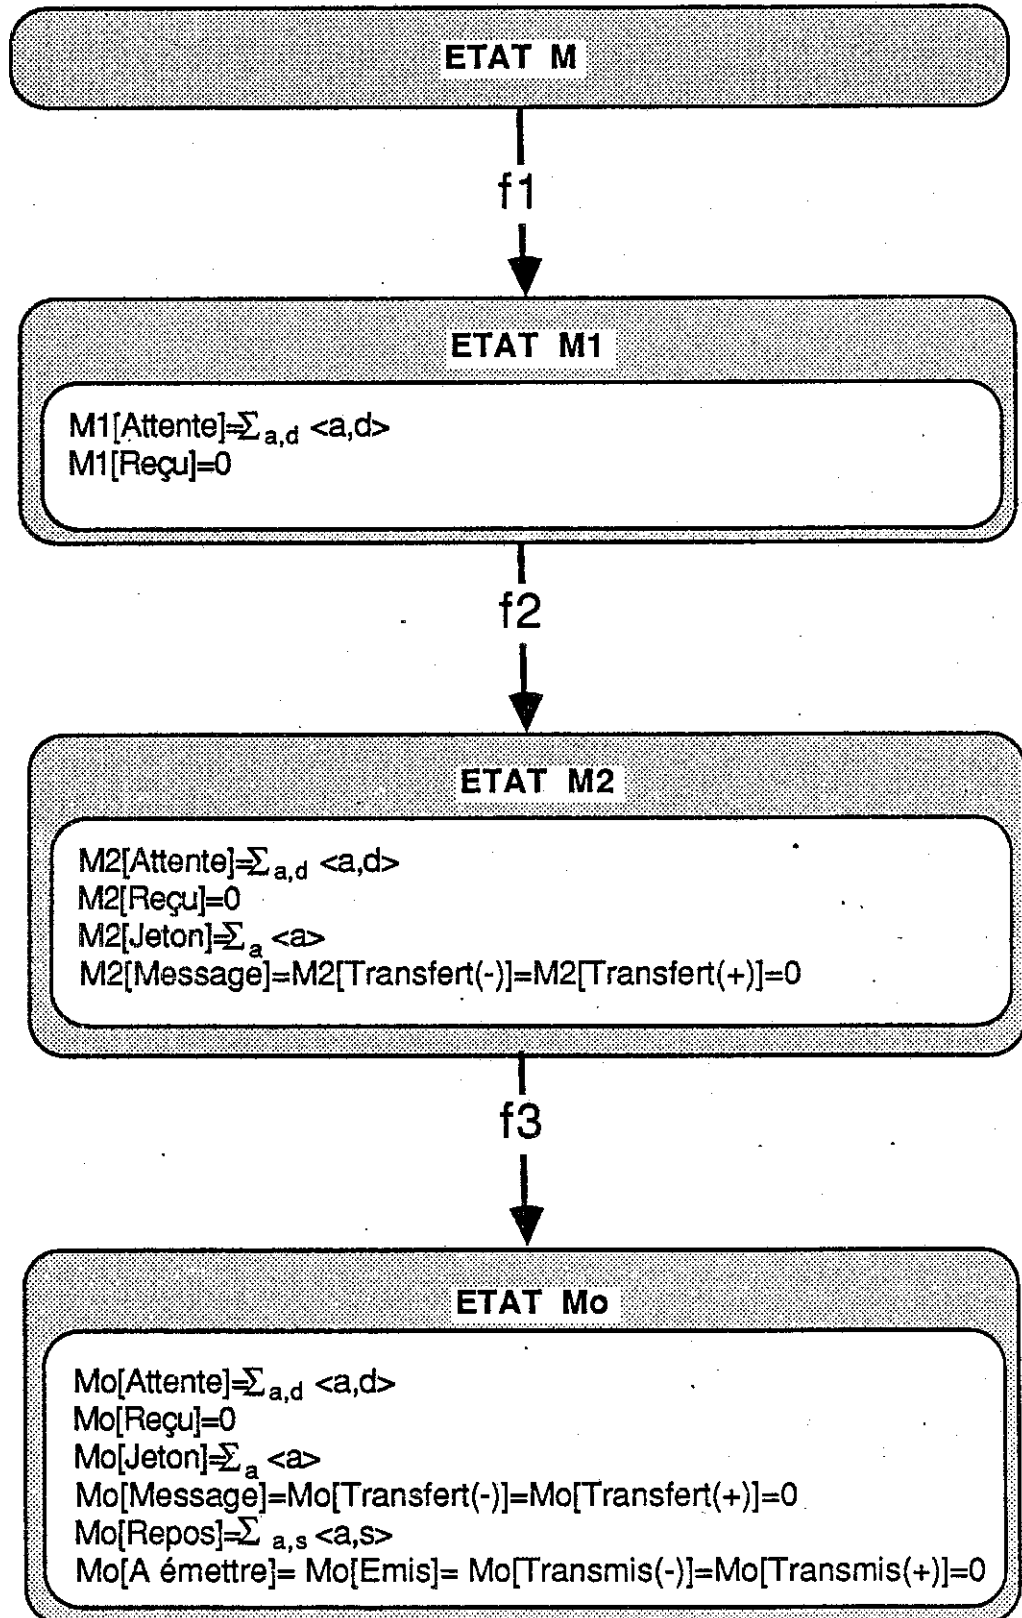 ETAT M
f1
ETAT M1
M1[Attente]=Σa,d <a,d>
M1[Reçu]=0
f2
ETAT M2
M2[Attente]=Σa,d <a,d>
M2[Reçu]=0
M2[Jeton]=Σa <a>
M2[Message]=M2[Transfert(-)]=M2[Transfert(+)]=0
f3
ETAT Mo
Mo[Attente]=Σa,d <a,d>
Mo[Reçu]=0
Mo[Jeton]=Σa <a>
Mo[Message]=Mo[Transfert(-)]=Mo[Transfert(+)]=0
Mo[Repos]=Σ a,s <a,s>
Mo[A émettre]= Mo[Emis]= Mo[Transmis(-)]=Mo[Transmis(+)]=0